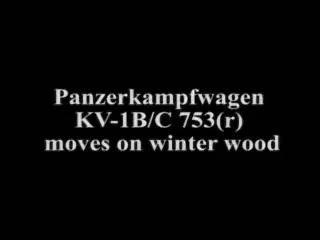 Panzerkampfwagen
KV-1B/C 753(r)
moves on winter wood